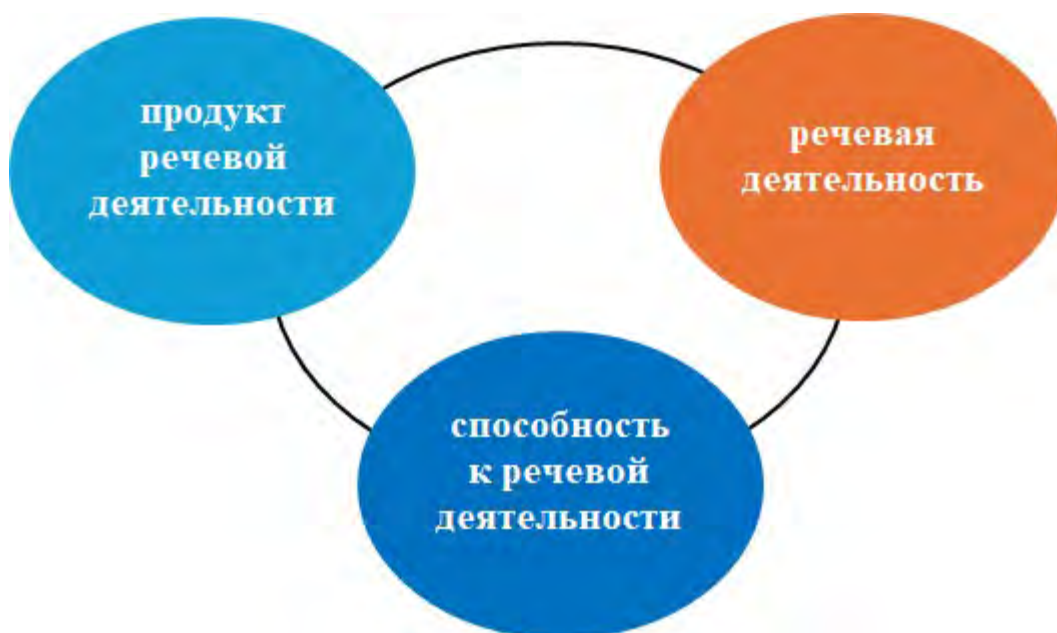 продукт
речевой
деятельности
речевая
деятельность
способность
к речевой
деятельности